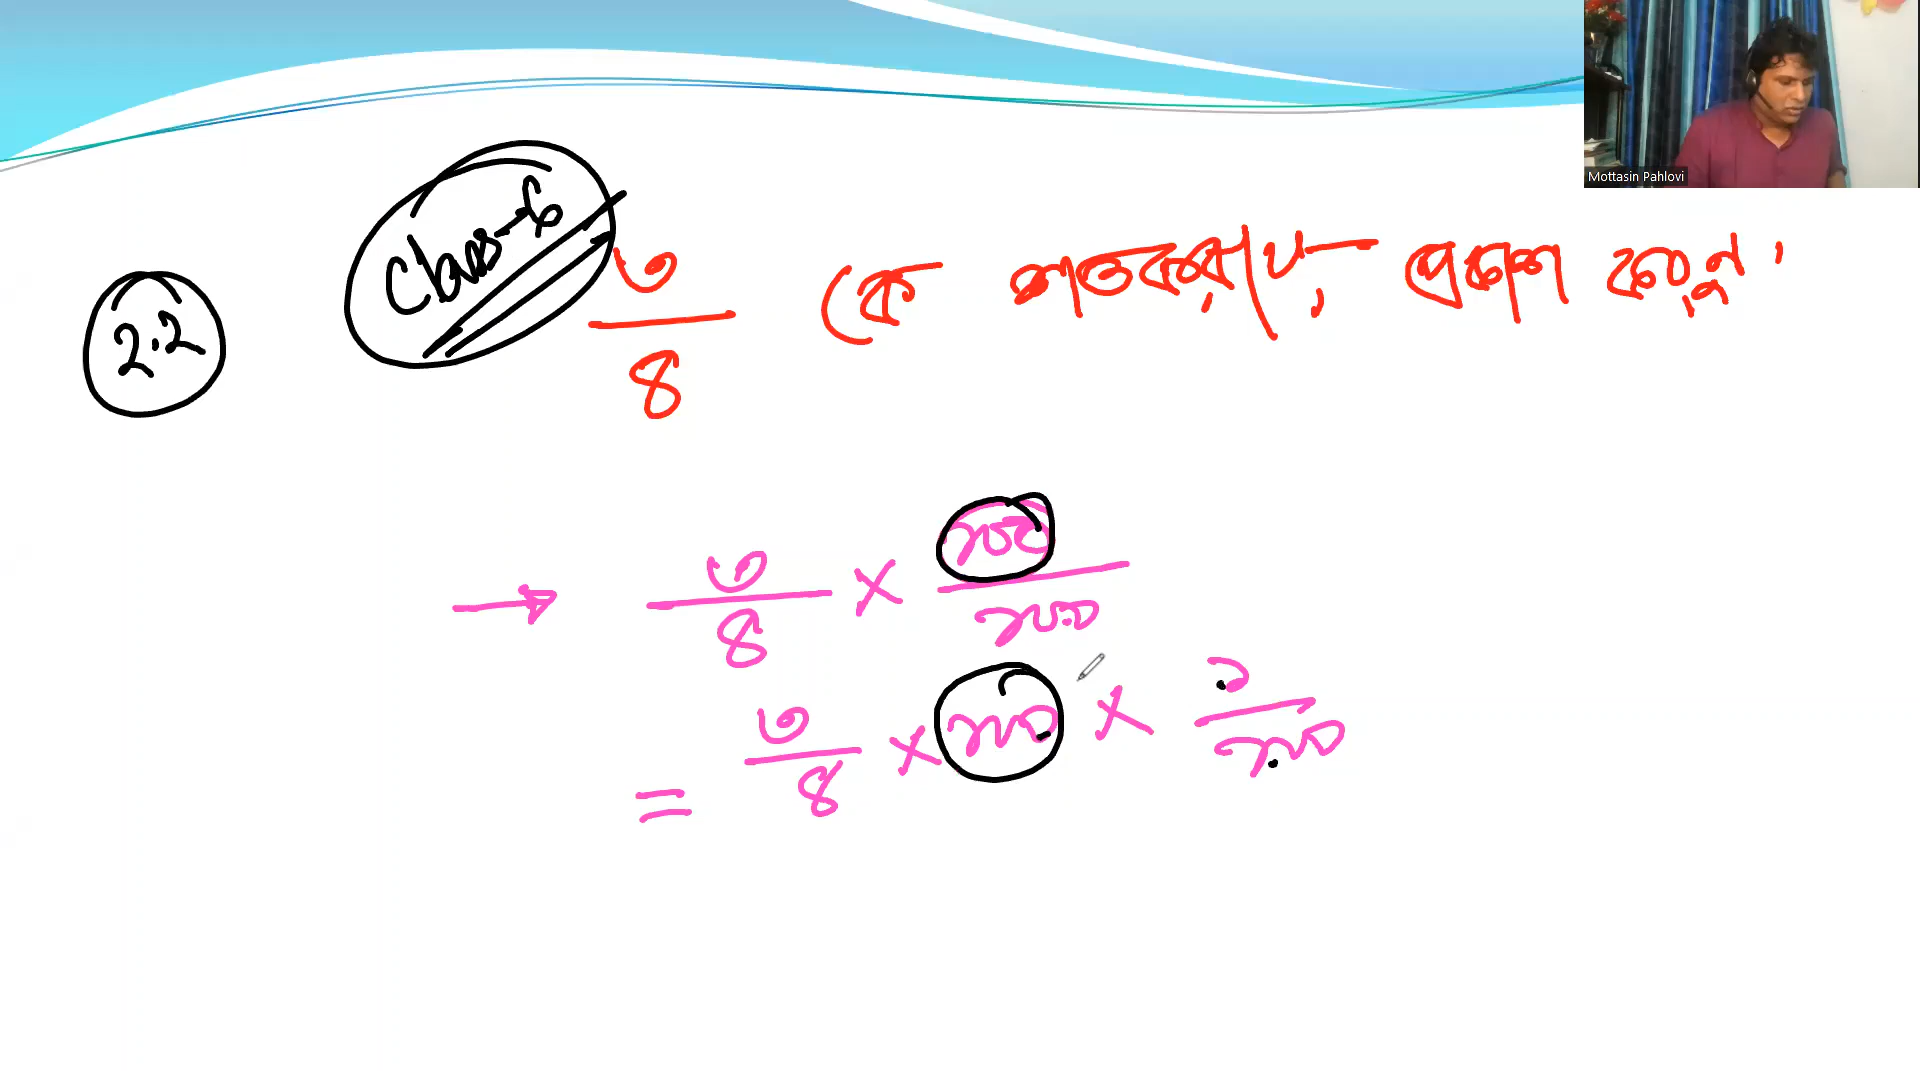 Class-6
2.2
৩/৪ কে শতকরায় প্রকাশ করুন।
→ ৩/৪ × ১০০/১০০
= ৩/৪ × ১০০ × ১/১০০
Mottasin Pahlovi